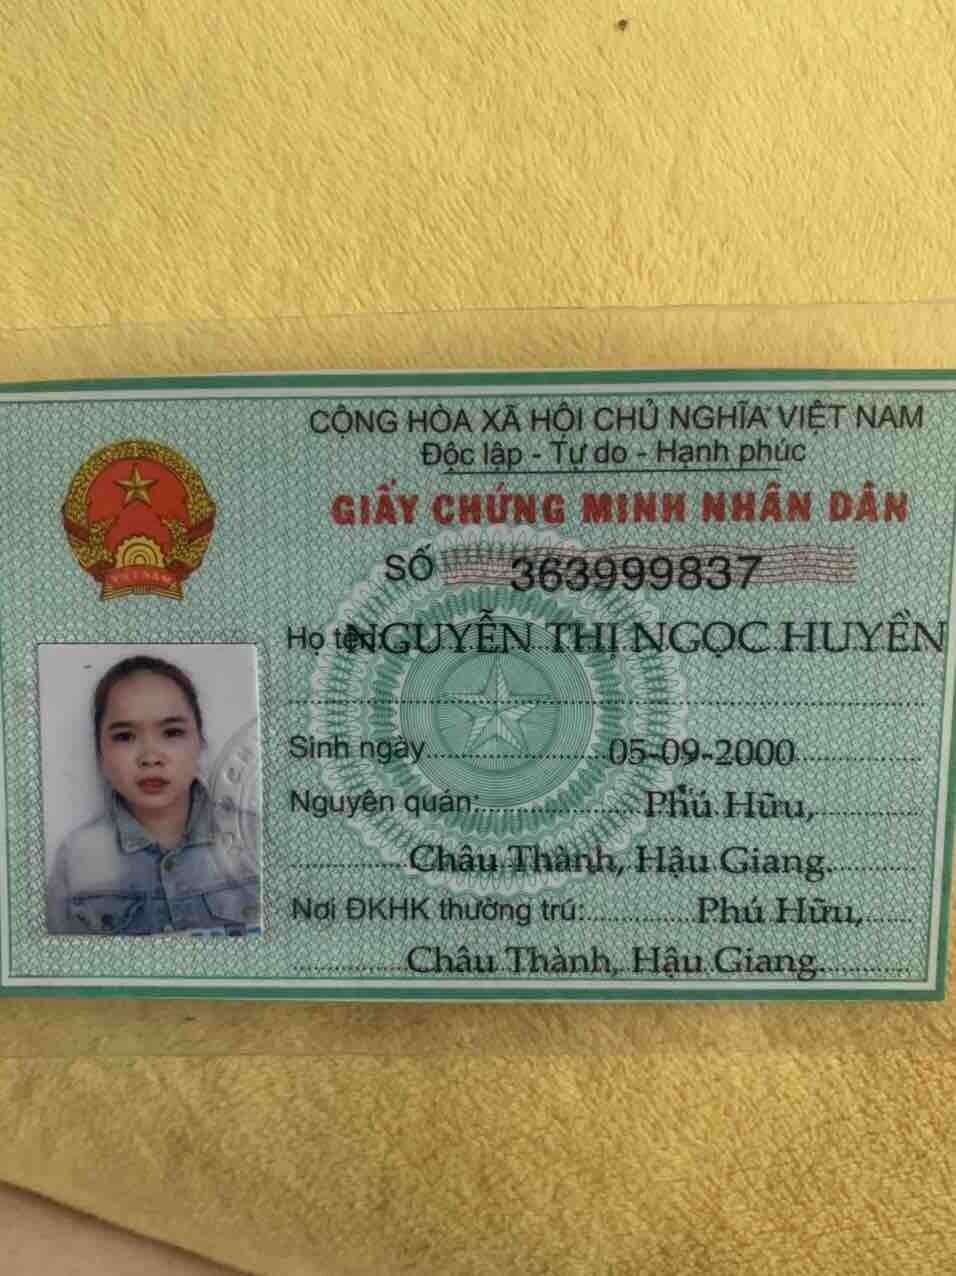 CỘNG HÒA XÃ HỘI CHỦ NGHĨA VIỆT NAM
Độc lập - Tự do - Hạnh phúc
GIẤY CHỨNG MINH NHÂN DÂN
SỐ 363999837
VIỆT NAM
Họ tên NGUYỄN THỊ NGỌC HUYỀN
Sinh ngày 05-09-2000
Nguyên quán: Phú Hữu,
Châu Thành, Hậu Giang.
Nơi ĐKHK thường trú: Phú Hữu,
Châu Thành, Hậu Giang.